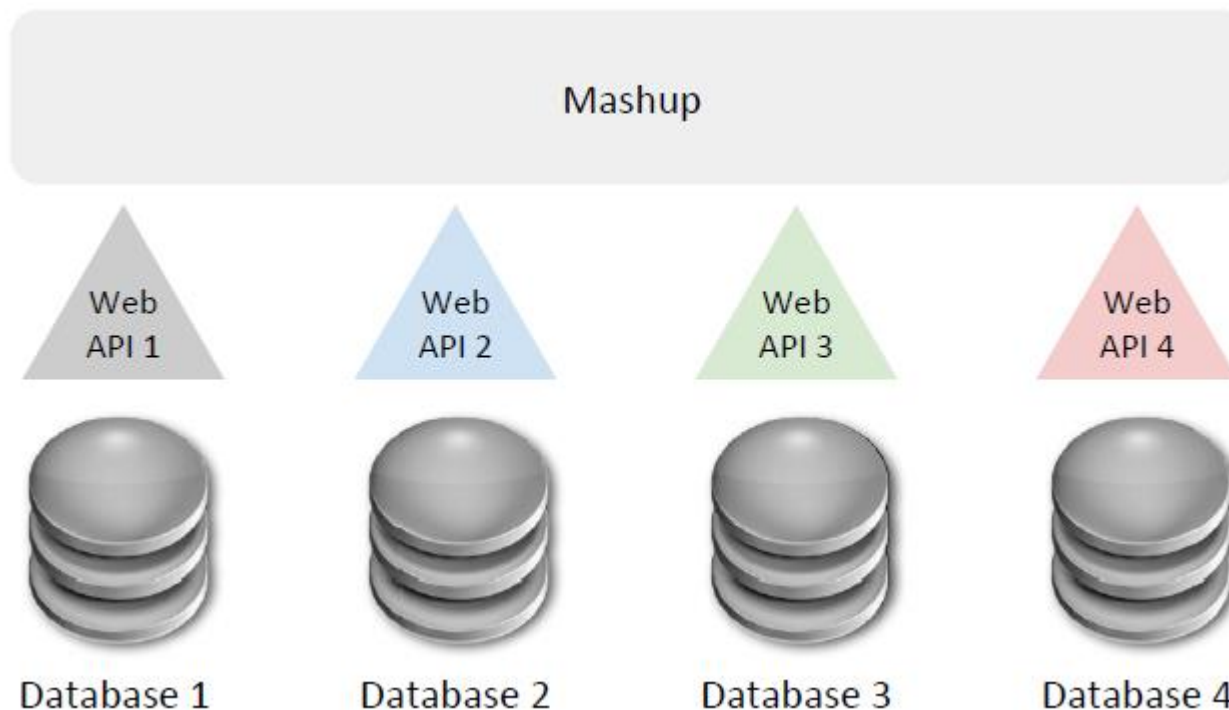 Mashup
Web
API 1
Web
API 2
Web
API 3
Web
API 4
Database 1
Database 2
Database 3
Database 4